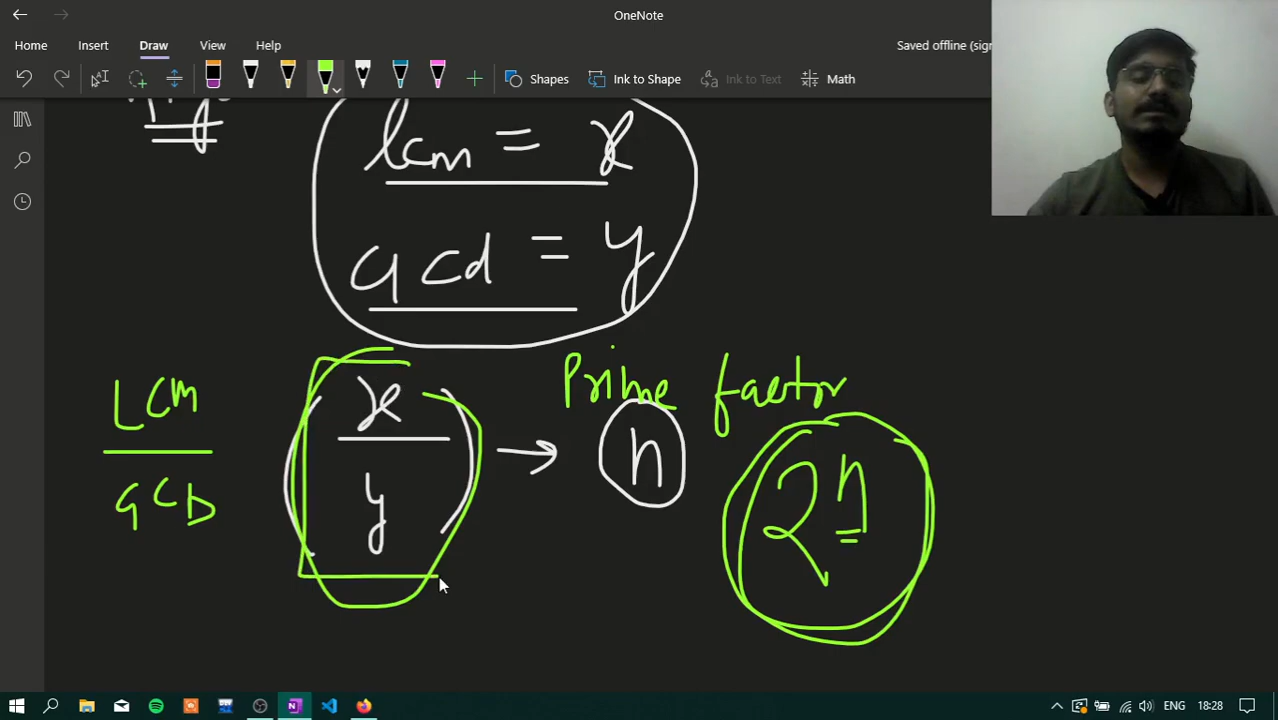 OneNote
Home Insert Draw View Help
Saved offline (sign
Shapes Ink to Shape Ink to Text Math
lcm = x
gcd = y
LCM
GCD
x
y
Prime factor
n
2^n
ENG 18:28